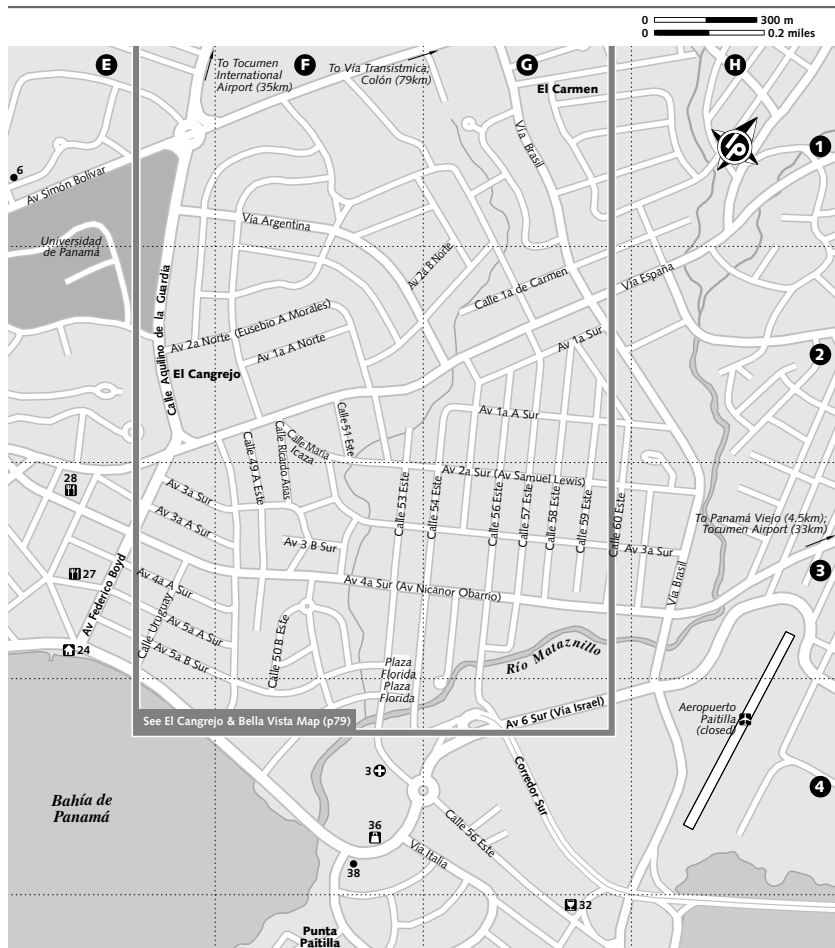 0 300 m
0 0.2 miles
E
F
G
H
To Tocumen
International
Airport (35km)
To Vía Transístmica;
Colón (79km)
El Carmen
1
6
Av Simón Bolívar
Vía Brasil
Universidad
de Panamá
Vía Argentina
Av 2a B Norte
Calle 1a de Carmen
Vía España
Calle Aquilino de la Guardia
Av 2a Norte (Eusebio A Morales)
Av 1a A Norte
Av 1a Sur
2
El Cangrejo
Av 1a A Sur
Calle 51 Este
Calle María
Icaza
Calle Ricardo Arias
Calle 49 A Este
28
Av 2a Sur (Av Samuel Lewis)
Av 3a Sur
Av 3a A Sur
Calle 53 Este
Calle 54 Este
Calle 56 Este
Calle 57 Este
Calle 58 Este
Calle 59 Este
Calle 60 Este
To Panamá Viejo (4.5km);
Tocumen Airport (33km)
Av 3 B Sur
Av 3a Sur
27
Av 4a A Sur
Av 4a Sur (Av Nicanor Obarrio)
Vía Brasil
3
Av Federico Boyd
Calle Uruguay
Av 5a A Sur
Av 5a B Sur
Calle 50 B Este
24
Río Mataznillo
Plaza
Florida
Plaza
Florida
See El Cangrejo & Bella Vista Map (p79)
Av 6 Sur (Vía Israel)
Aeropuerto
Paitilla
(closed)
3
Corredor Sur
4
Bahía de
Panamá
36
Calle 56 Este
Vía Italia
38
32
Punta
Paitilla